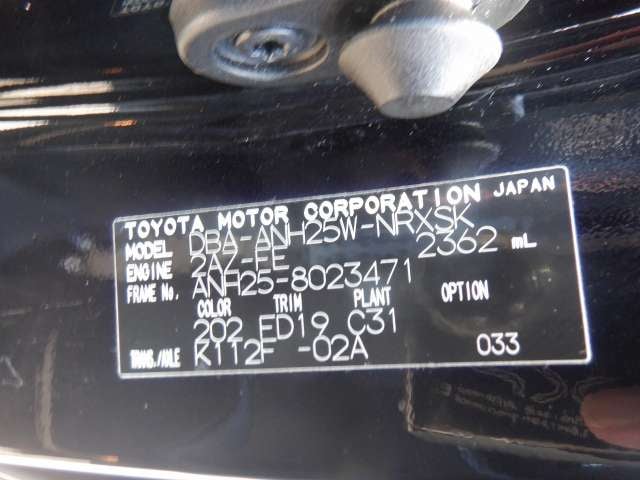 TOYOTA MOTOR CORPORATION JAPAN
MODEL DBA-ANH25W-NRXSK
ENGINE 2AZ-FE 2362 mL
FRAME No. ANH25-8023471
COLOR TRIM PLANT OPTION
202 FD19 C31
TRANS./AXLE K112F -02A 033